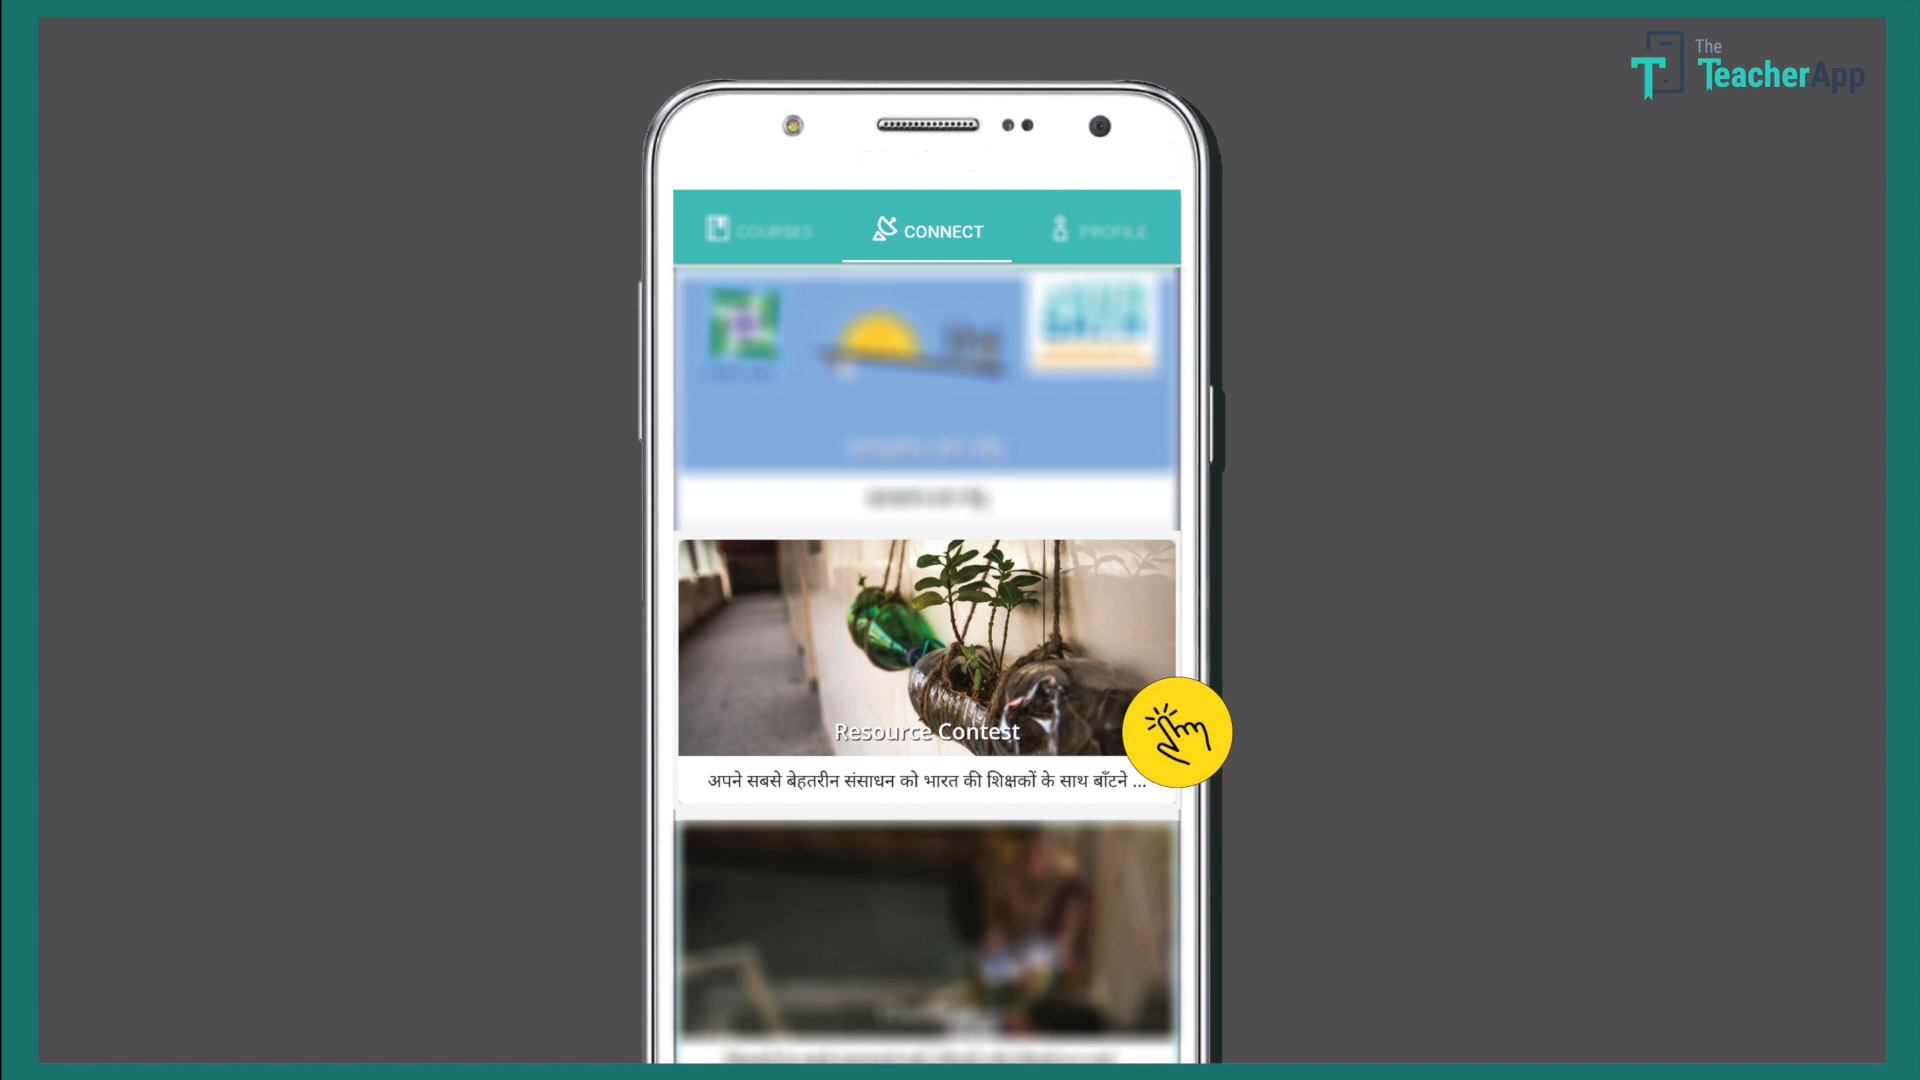 The
TeacherApp
COURSES
CONNECT
PROFILE
Resource Contest
अपने सबसे बेहतरीन संसाधन को भारत की शिक्षकों के साथ बाँटने ...